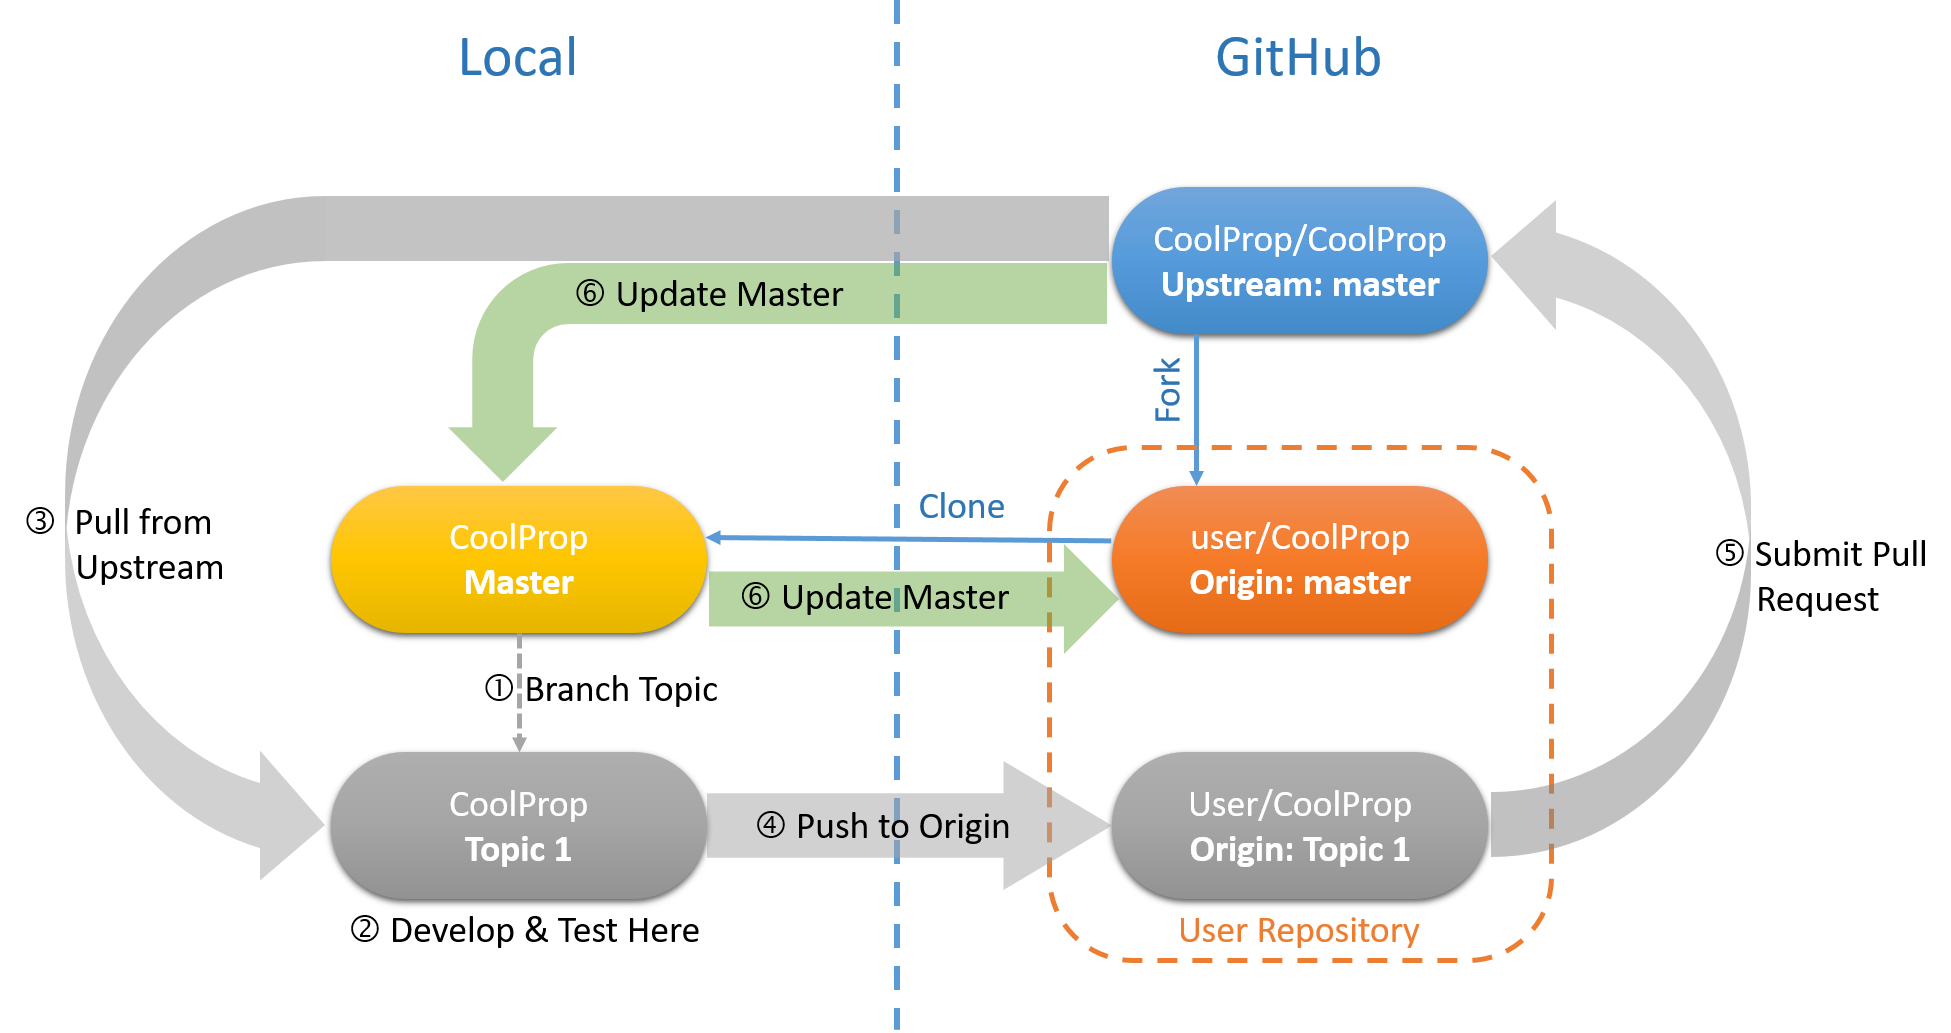 Local
GitHub
CoolProp/CoolProp
Upstream: master
⑥ Update Master
Fork
③ Pull from
Upstream
Clone
CoolProp
Master
user/CoolProp
Origin: master
⑥ Update Master
⑤ Submit Pull
Request
① Branch Topic
CoolProp
Topic 1
④ Push to Origin
User/CoolProp
Origin: Topic 1
② Develop & Test Here
User Repository